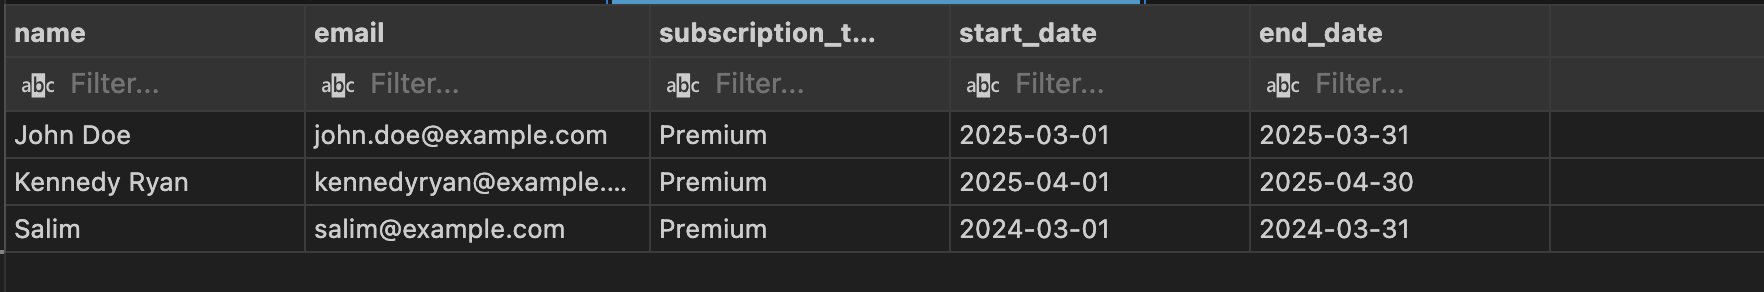 name email subscription_t... start_date end_date
abc Filter... abc Filter... abc Filter... abc Filter... abc Filter...
John Doe john.doe@example.com Premium 2025-03-01 2025-03-31
Kennedy Ryan kennedyryan@example.... Premium 2025-04-01 2025-04-30
Salim salim@example.com Premium 2024-03-01 2024-03-31